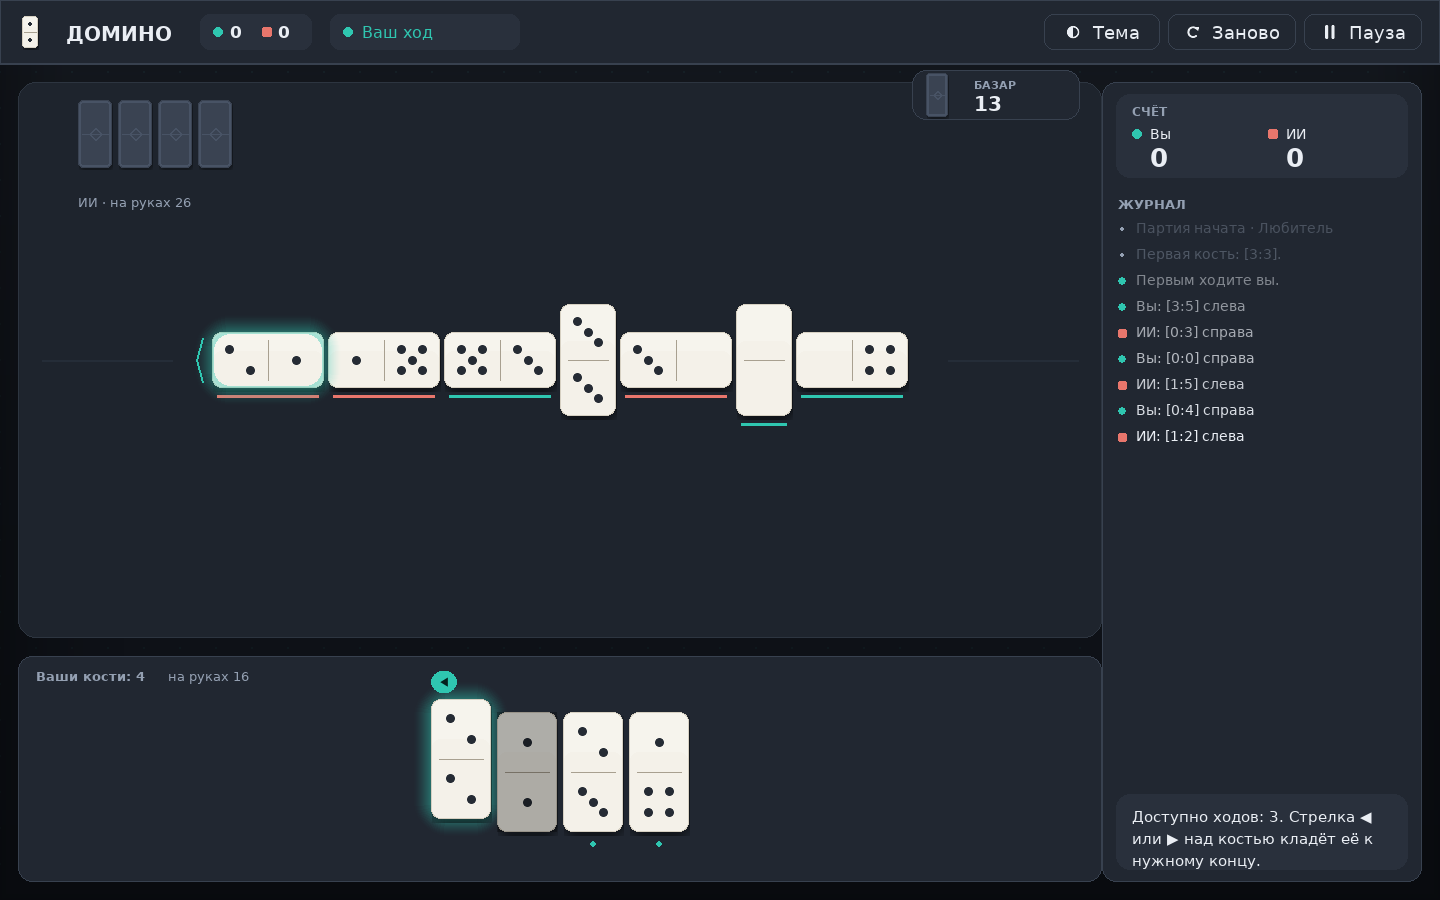 ДОМИНО
0 0
Ваш ход
Тема
Заново
Пауза
БАЗАР
13
ИИ · на руках 26
СЧЁТ
Вы ИИ
0 0
ЖУРНАЛ
Партия начата · Любитель
Первая кость: [3:3].
Первым ходите вы.
Вы: [3:5] слева
ИИ: [0:3] справа
Вы: [0:0] справа
ИИ: [1:5] слева
Вы: [0:4] справа
ИИ: [1:2] слева
Ваши кости: 4 на руках 16
Доступно ходов: 3. Стрелка ◀
или ▶ над костью кладёт её к
нужному концу.